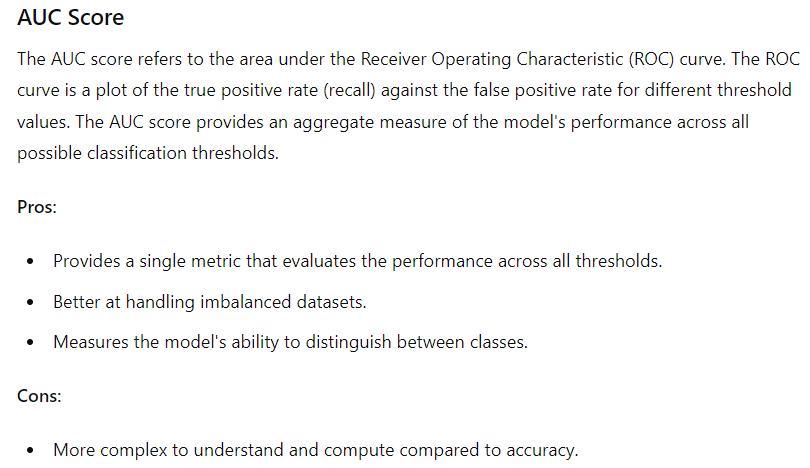 AUC Score
The AUC score refers to the area under the Receiver Operating Characteristic (ROC) curve. The ROC
curve is a plot of the true positive rate (recall) against the false positive rate for different threshold
values. The AUC score provides an aggregate measure of the model's performance across all
possible classification thresholds.
Pros:
• Provides a single metric that evaluates the performance across all thresholds.
• Better at handling imbalanced datasets.
• Measures the model's ability to distinguish between classes.
Cons:
• More complex to understand and compute compared to accuracy.